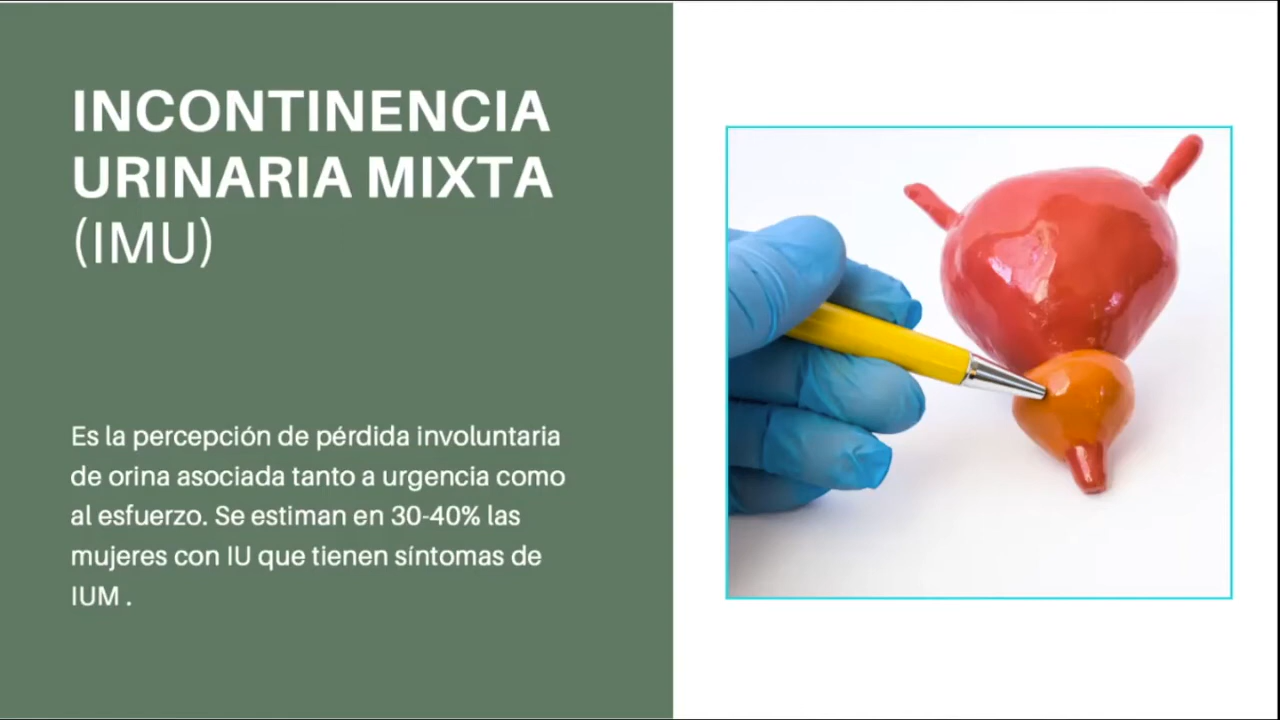 INCONTINENCIA
URINARIA MIXTA
(IMU)
Es la percepción de pérdida involuntaria
de orina asociada tanto a urgencia como
al esfuerzo. Se estiman en 30-40% las
mujeres con IU que tienen síntomas de
IUM .